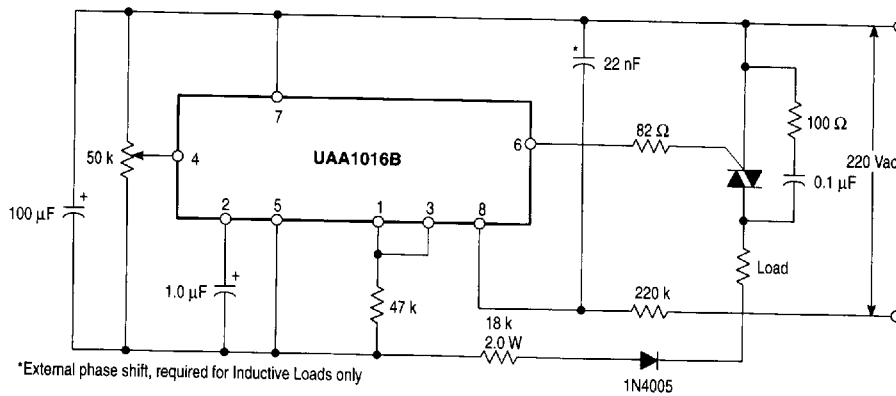 *
22 nF
7
UAA1016B
6
82 Ω
100 Ω
50 k
4
220 Vac
0.1 µF
100 µF
+
2
5
1
3
8
+
1.0 µF
Load
47 k
220 k
18 k
2.0 W
*External phase shift, required for Inductive Loads only
1N4005